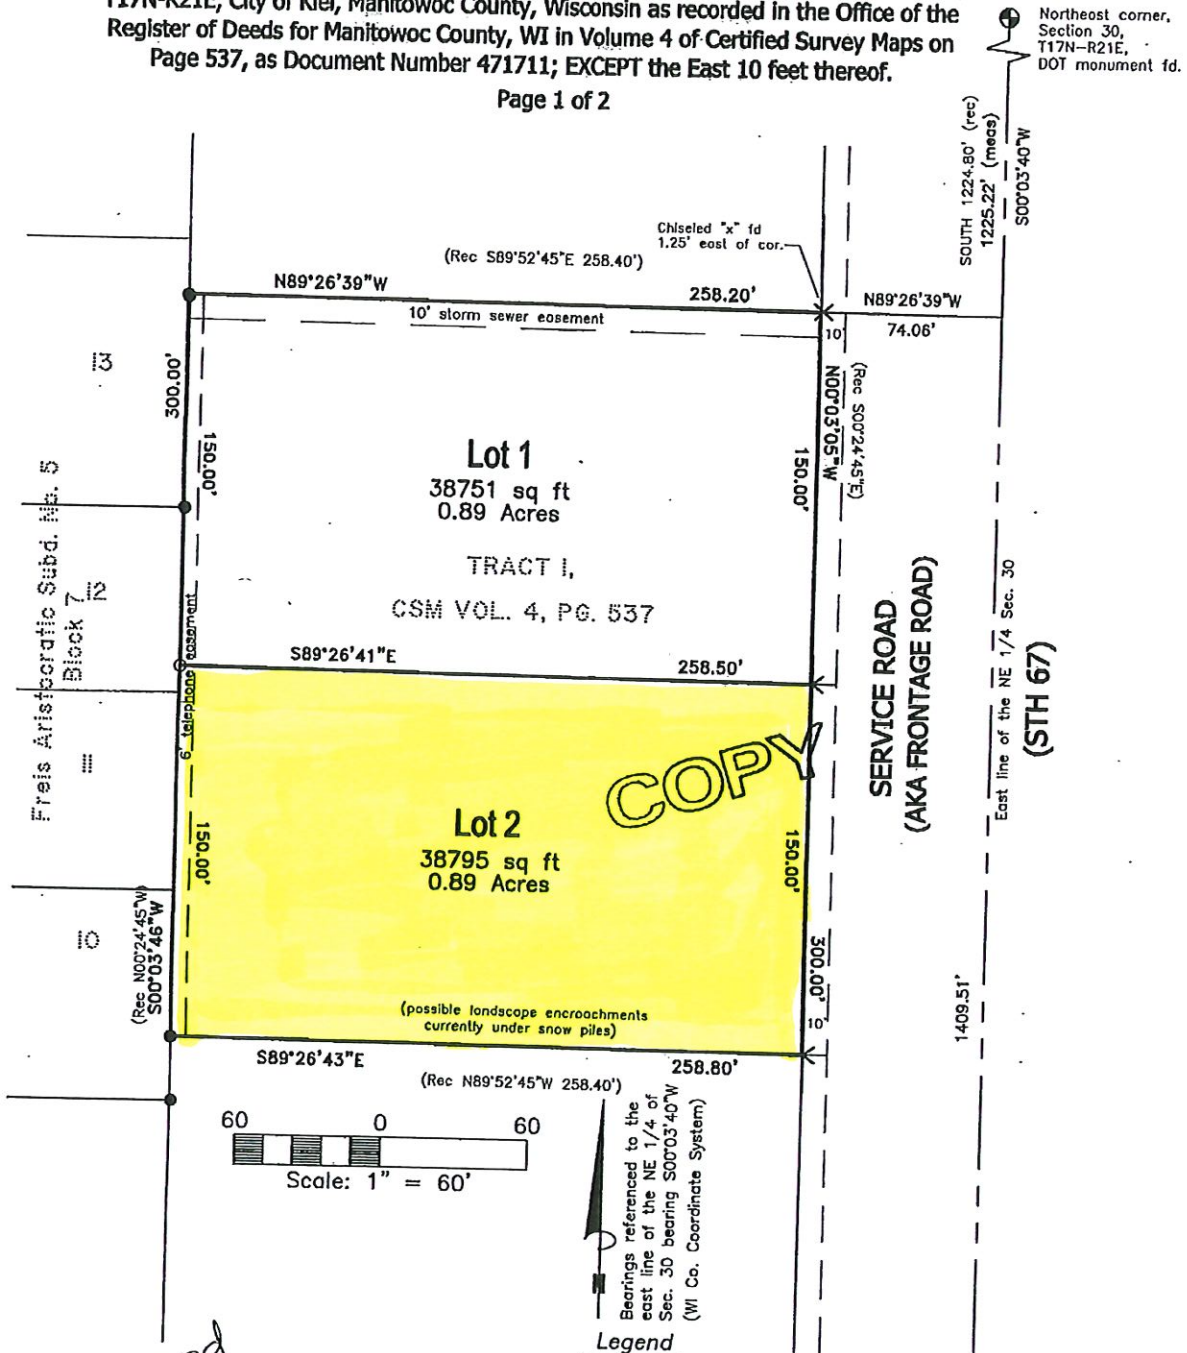 T17N-R21E, City of Kiel, Manitowoc County, Wisconsin as recorded in the Office of the
Register of Deeds for Manitowoc County, WI in Volume 4 of Certified Survey Maps on
Page 537, as Document Number 471711; EXCEPT the East 10 feet thereof.
Page 1 of 2
Northeast corner,
Section 30,
T17N-R21E,
DOT monument fd.
SOUTH 1224.80' (rec)
1225.22' (meas)
S00°03'40"W
Chiseled "x" fd
1.25' east of cor.
(Rec S89°52'45"E 258.40')
N89°26'39"W
258.20'
N89°26'39"W
74.06'
10' storm sewer easement
10'
13
300.00'
150.00'
150.00'
N00°03'05"W
(Rec S00°24'45"E)
Lot 1
38751 sq ft
0.89 Acres
TRACT I,
CSM VOL. 4, PG. 537
Freis Aristocratic Subd. No. 5
Block 7
12
6' telephone easement
S89°26'41"E
258.50'
SERVICE ROAD
(AKA FRONTAGE ROAD)
East line of the NE 1/4 Sec. 30
(STH 67)
11
COPY
Lot 2
38795 sq ft
0.89 Acres
150.00'
150.00'
10
(Rec N00°24'45"W)
S00°03'46"W
300.00'
10'
1409.51'
(possible landscape encroachments
currently under snow piles)
S89°26'43"E
258.80'
(Rec N89°52'45"W 258.40')
60 0 60
Scale: 1" = 60'
N
Bearings referenced to the
east line of the NE 1/4 of
Sec. 30 bearing S00°03'40"W
(WI Co. Coordinate System)
Legend